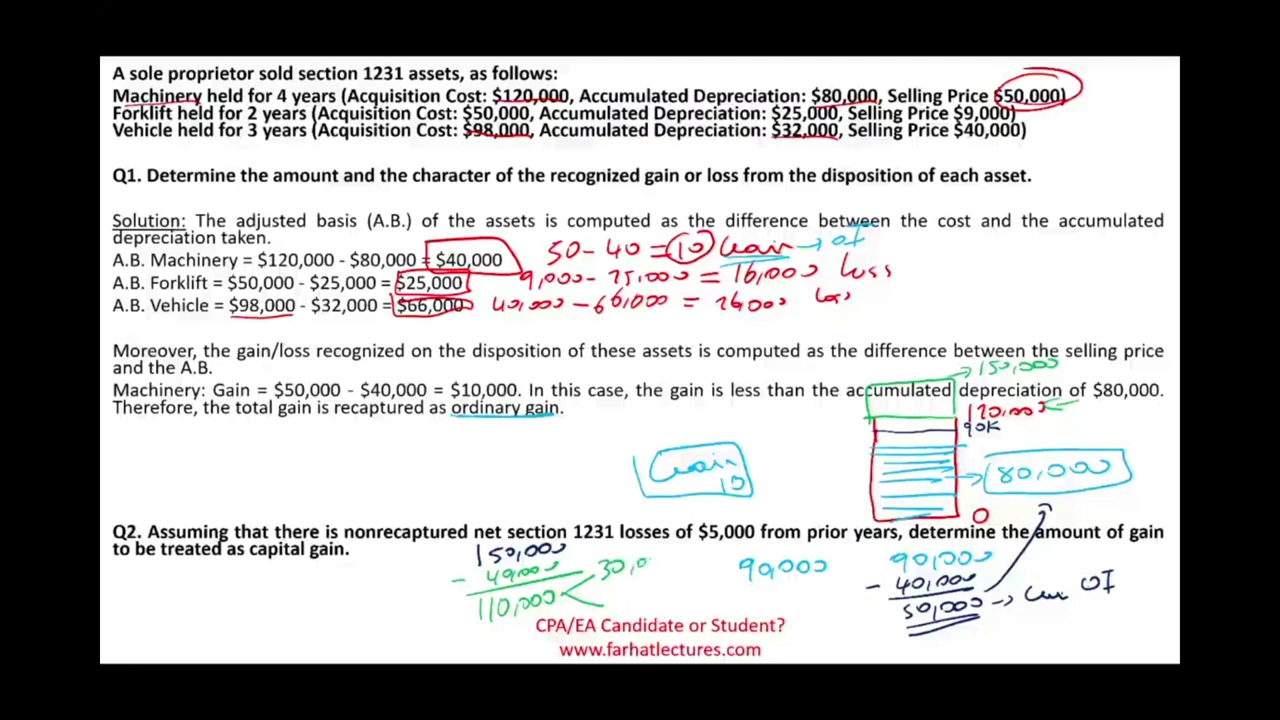 A sole proprietor sold section 1231 assets, as follows:
Machinery held for 4 years (Acquisition Cost: $120,000, Accumulated Depreciation: $80,000, Selling Price $50,000)
Forklift held for 2 years (Acquisition Cost: $50,000, Accumulated Depreciation: $25,000, Selling Price $9,000)
Vehicle held for 3 years (Acquisition Cost: $98,000, Accumulated Depreciation: $32,000, Selling Price $40,000)
Q1. Determine the amount and the character of the recognized gain or loss from the disposition of each asset.
Solution: The adjusted basis (A.B.) of the assets is computed as the difference between the cost and the accumulated
depreciation taken.
A.B. Machinery = $120,000 - $80,000 = $40,000 50 - 40 = 10 Gain → OI
A.B. Forklift = $50,000 - $25,000 = $25,000 9,000 - 25,000 = 16,000 loss
A.B. Vehicle = $98,000 - $32,000 = $66,000 40,000 - 66,000 = 26,000 loss
Moreover, the gain/loss recognized on the disposition of these assets is computed as the difference between the selling price
and the A.B.
150,000
Machinery: Gain = $50,000 - $40,000 = $10,000. In this case, the gain is less than the accumulated depreciation of $80,000.
Therefore, the total gain is recaptured as ordinary gain.
120,000
90K
Gain
10
80,000
0
Q2. Assuming that there is nonrecaptured net section 1231 losses of $5,000 from prior years, determine the amount of gain
to be treated as capital gain.
150,000
- 40,000
110,000
30,0
90,000
90,000
- 40,000
50,000 → OI
CPA/EA Candidate or Student?
www.farhatlectures.com